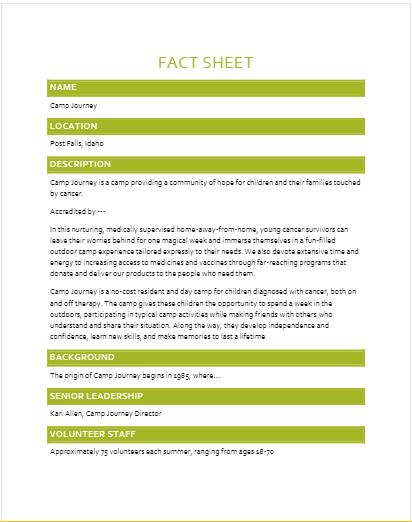 FACT SHEET
NAME
Camp Journey
LOCATION
Post Falls, Idaho
DESCRIPTION
Camp Journey is a camp providing a community of hope for children and their families touched
by cancer.
Accredited by ---
In this nurturing, medically supervised home-away-from-home, young cancer survivors can
leave their worries behind for one magical week and immerse themselves in a fun-filled
outdoor camp experience tailored expressly to their needs. We also devote extensive time and
energy to increasing access to medicines and vaccines through far-reaching programs that
donate and deliver our products to the people who need them.
Camp Journey is a no-cost resident and day camp for children diagnosed with cancer, both on
and off therapy. The camp gives these children the opportunity to spend a week in the
outdoors, participating in typical camp activities while making friends with others who
understand and share their situation. Along the way, they develop independence and
confidence, learn new skills, and make memories to last a lifetime
BACKGROUND
The origin of Camp Journey begins in 1985, where....
SENIOR LEADERSHIP
Kari Allen, Camp Journey Director
VOLUNTEER STAFF
Approximately 75 volunteers each summer, ranging from ages 18-70